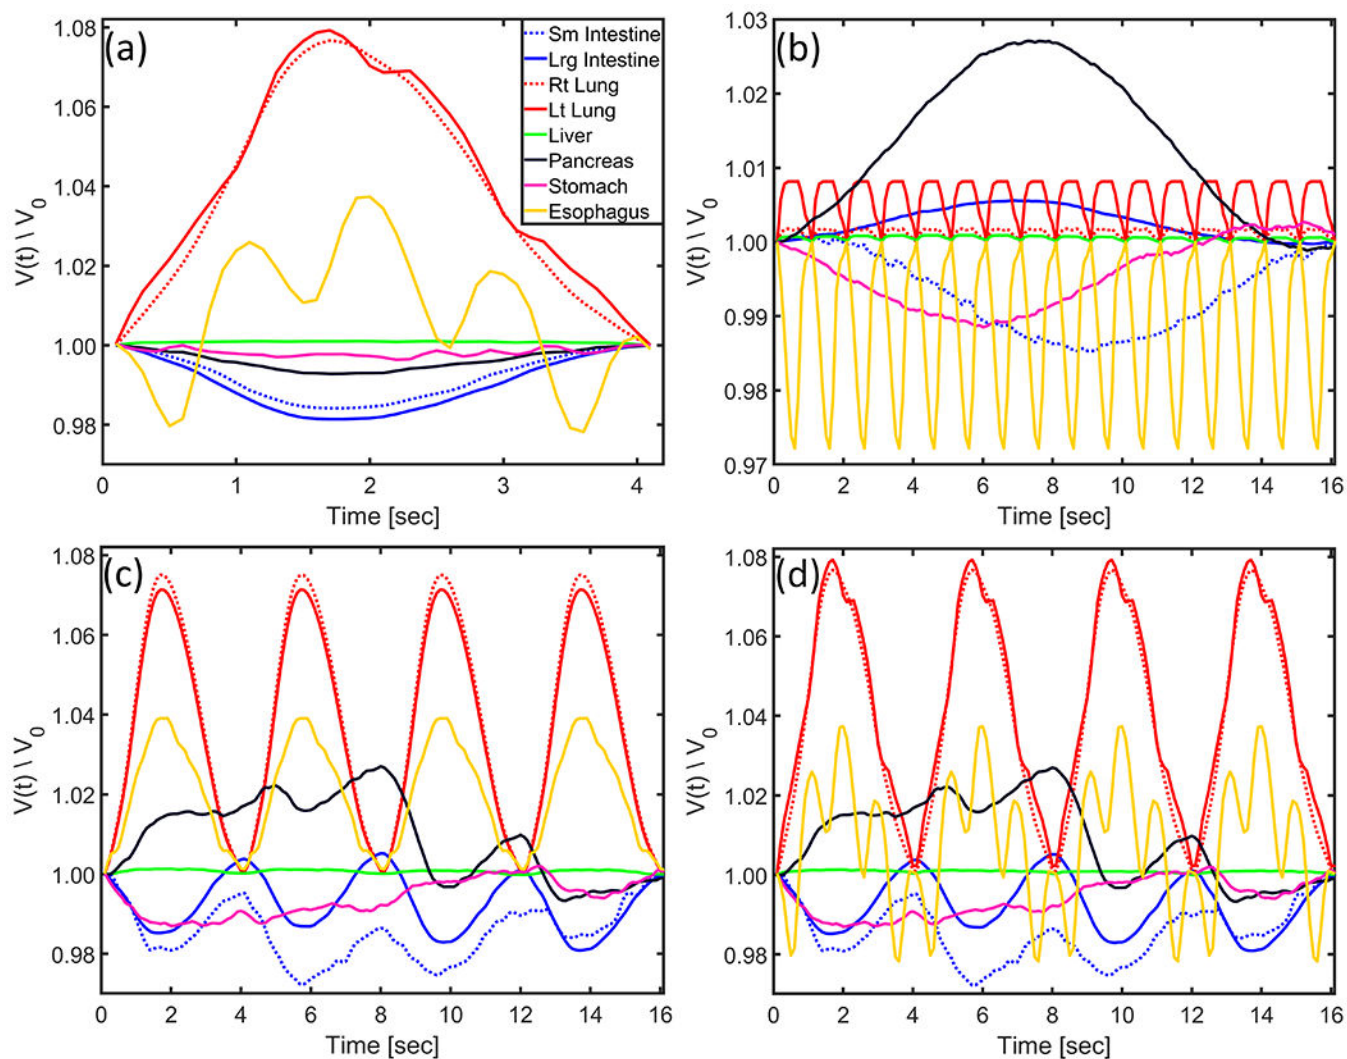 (a)
1.08
1.06
1.04
1.02
1.00
0.98
V(t) \ V0
1 2 3 4
Time [sec]
Sm Intestine
Lrg Intestine
Rt Lung
Lt Lung
Liver
Pancreas
Stomach
Esophagus
(b)
1.03
1.02
1.01
1.00
0.99
0.98
0.97
V(t) \ V0
0 2 4 6 8 10 12 14 16
Time [sec]
(c)
1.08
1.06
1.04
1.02
1.00
0.98
V(t) \ V0
0 2 4 6 8 10 12 14 16
Time [sec]
(d)
1.08
1.06
1.04
1.02
1.00
0.98
V(t) \ V0
0 2 4 6 8 10 12 14 16
Time [sec]